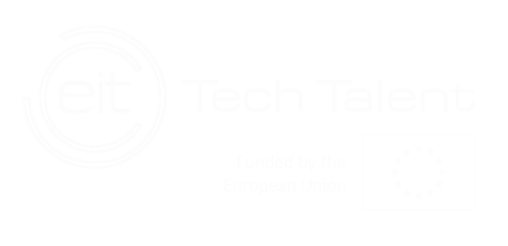 eit Tech Talent
Funded by the
European Union